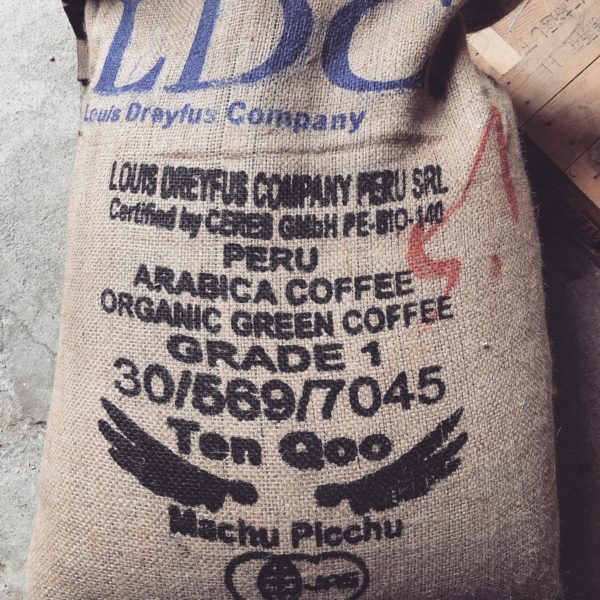 LDC
Louis Dreyfus Company
LOUIS DREYFUS COMPANY PERU SRL
Certified by CERES GmbH PE-BIO-140
PERU
ARABICA COFFEE
ORGANIC GREEN COFFEE
GRADE 1
30/569/7045
Ten Qoo
Machu Picchu
JAS